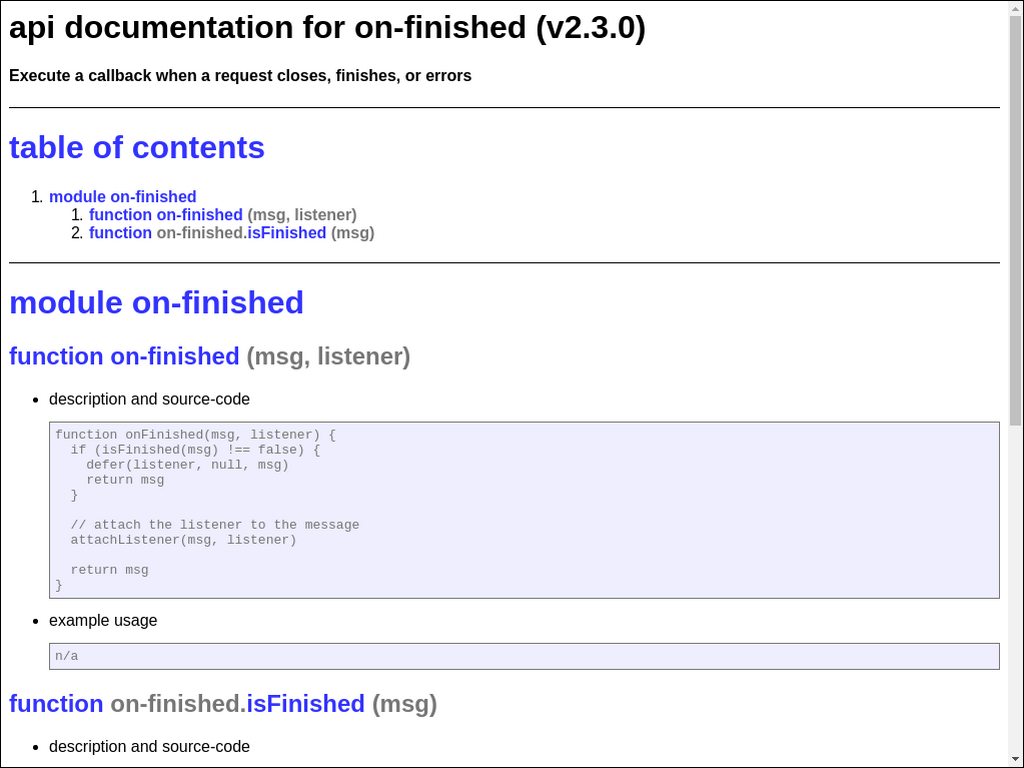 api documentation for on-finished (v2.3.0)
Execute a callback when a request closes, finishes, or errors
table of contents
1. module on-finished
1. function on-finished (msg, listener)
2. function on-finished.isFinished (msg)
module on-finished
function on-finished (msg, listener)
• description and source-code
function onFinished(msg, listener) {
  if (isFinished(msg) !== false) {
    defer(listener, null, msg)
    return msg
  }
  // attach the listener to the message
  attachListener(msg, listener)
  return msg
}
• example usage
n/a
function on-finished.isFinished (msg)
• description and source-code